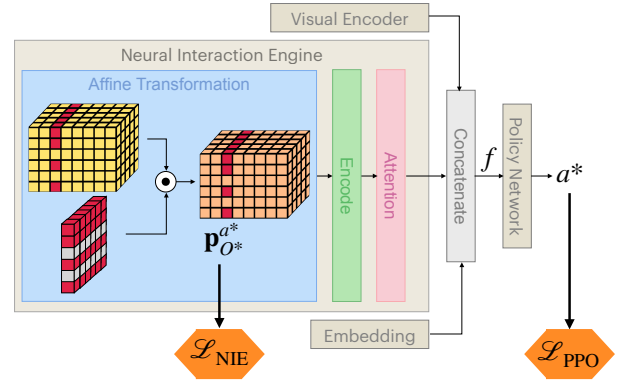 Visual Encoder
Neural Interaction Engine
Affine Transformation
Encode
Attention
Concatenate
f
Policy Network
a*
p_{O*}^{a*}
Embedding
ℒ_NIE
ℒ_PPO